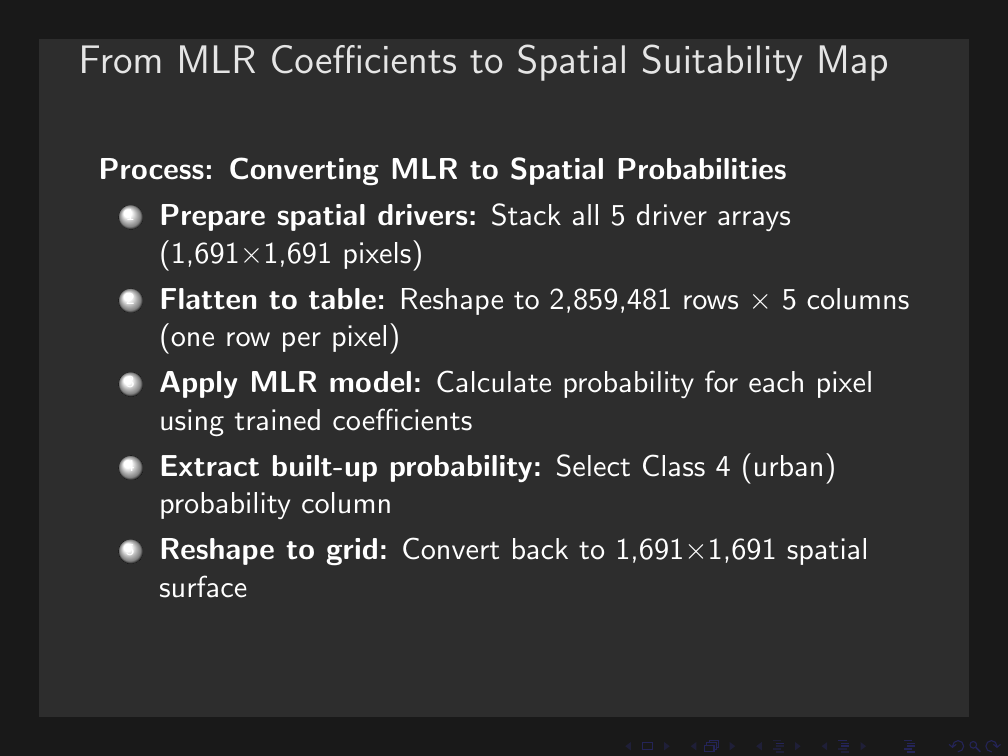 From MLR Coefficients to Spatial Suitability Map
Process: Converting MLR to Spatial Probabilities
Prepare spatial drivers: Stack all 5 driver arrays
(1,691×1,691 pixels)
Flatten to table: Reshape to 2,859,481 rows × 5 columns
(one row per pixel)
Apply MLR model: Calculate probability for each pixel
using trained coefficients
Extract built-up probability: Select Class 4 (urban)
probability column
Reshape to grid: Convert back to 1,691×1,691 spatial
surface